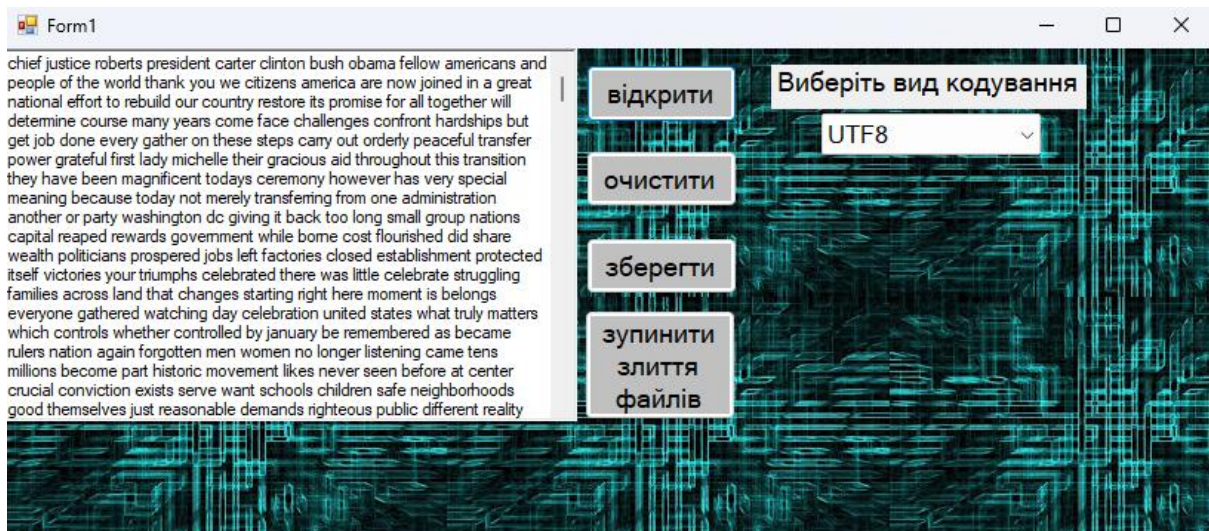 Form1
chief justice roberts president carter clinton bush obama fellow americans and
people of the world thank you we citizens america are now joined in a great
national effort to rebuild our country restore its promise for all together will
determine course many years come face challenges confront hardships but
get job done every gather on these steps carry out orderly peaceful transfer
power grateful first lady michelle their gracious aid throughout this transition
they have been magnificent todays ceremony however has very special
meaning because today not merely transferring from one administration
another or party washington dc giving it back too long small group nations
capital reaped rewards government while borne cost flourished did share
wealth politicians prospered jobs left factories closed establishment protected
itself victories your triumphs celebrated there was little celebrate struggling
families across land that changes starting right here moment is belongs
everyone gathered watching day celebration united states what truly matters
which controls whether controlled by january be remembered as became
rulers nation again forgotten men women no longer listening came tens
millions become part historic movement likes never seen before at center
crucial conviction exists serve want schools children safe neighborhoods
good themselves just reasonable demands righteous public different reality
відкрити
очистити
зберегти
зупинити
злиття
файлів
Виберіть вид кодування
UTF8